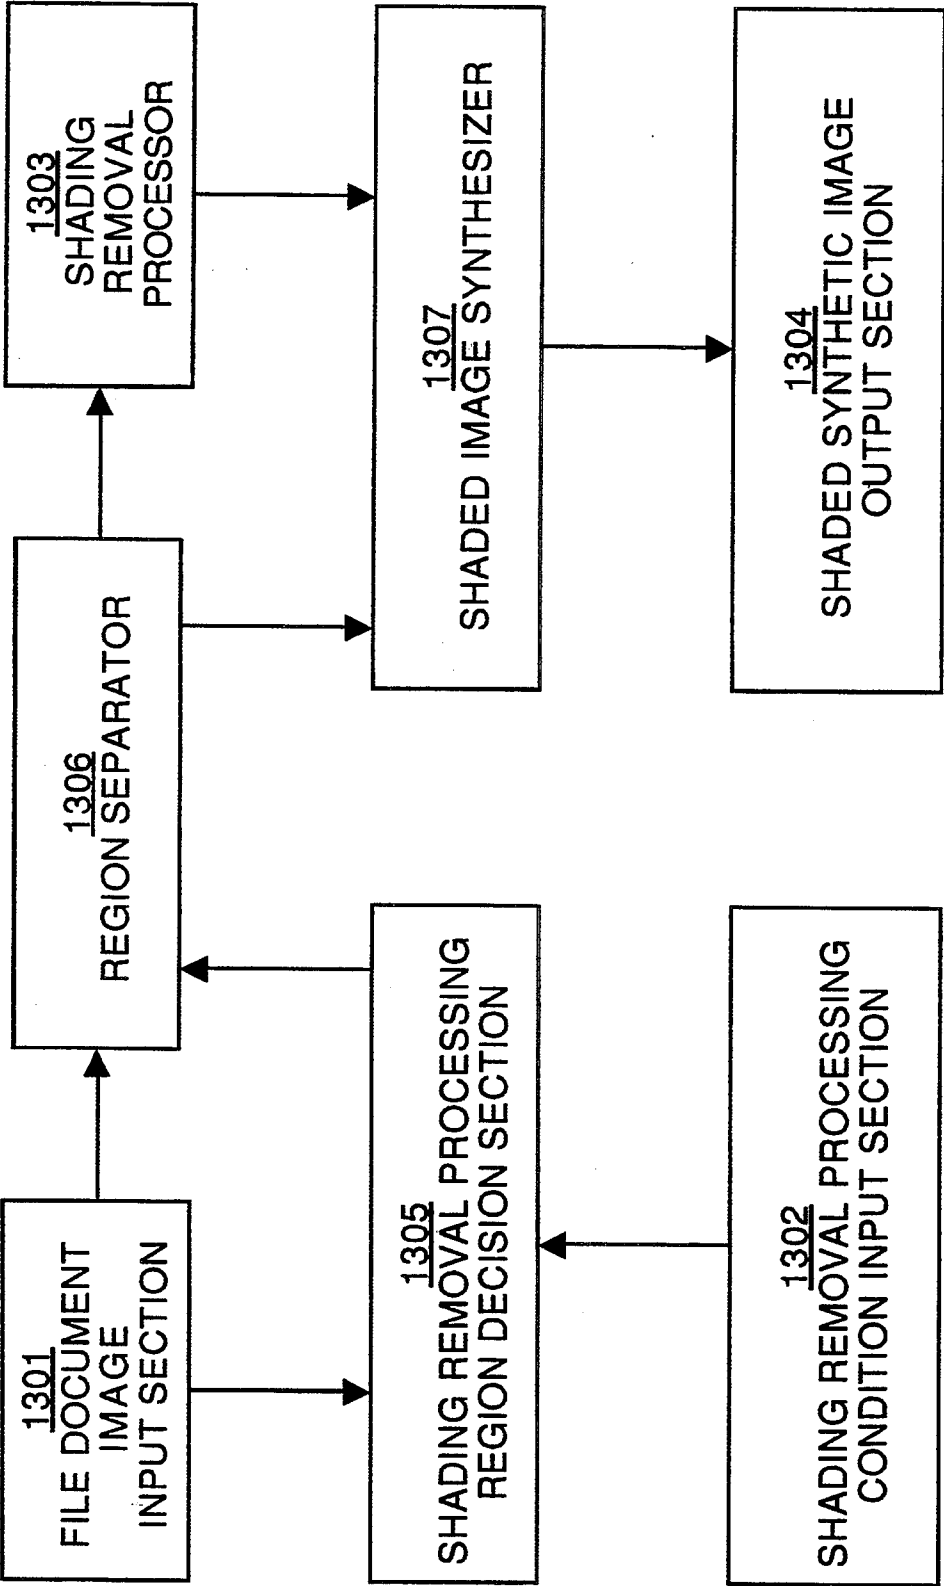 1301
FILE DOCUMENT
IMAGE
INPUT SECTION
1306
REGION SEPARATOR
1303
SHADING
REMOVAL
PROCESSOR
1305
SHADING REMOVAL PROCESSING
REGION DECISION SECTION
1307
SHADED IMAGE SYNTHESIZER
1302
SHADING REMOVAL PROCESSING
CONDITION INPUT SECTION
1304
SHADED SYNTHETIC IMAGE
OUTPUT SECTION